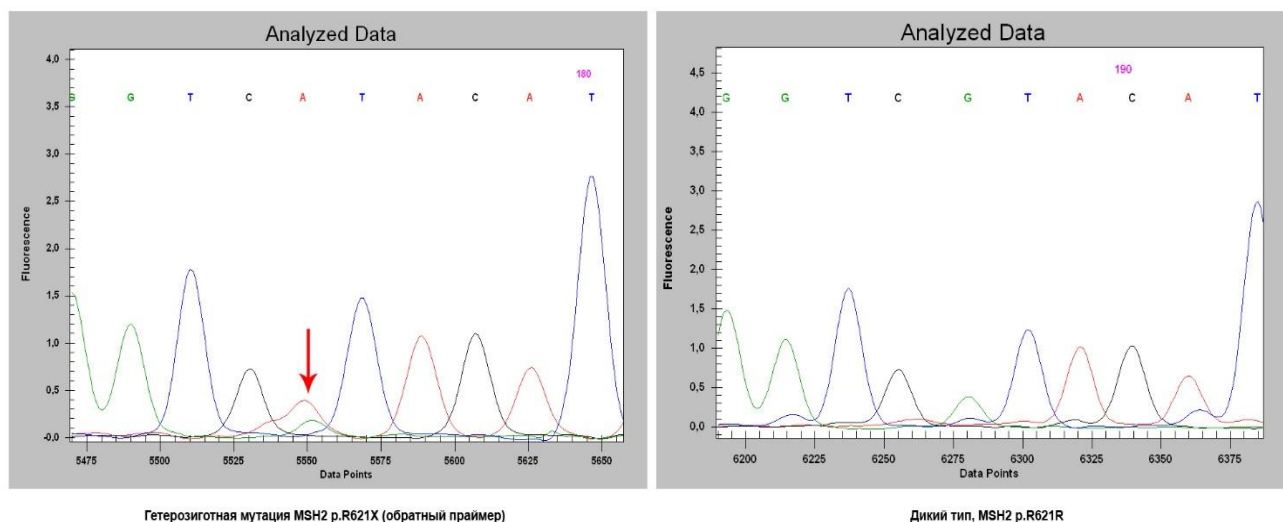 Analyzed Data
180
G G T C A T A C A T
4,0
3,5
3,0
2,5
2,0
1,5
1,0
0,5
-0,0
5475 5500 5525 5550 5575 5600 5625 5650
Fluorescence
Data Points
Гетерозиготная мутация MSH2 p.R621X (обратный праймер)
Analyzed Data
190
G G T C G T A C A T
4,5
4,0
3,5
3,0
2,5
2,0
1,5
1,0
0,5
0,0
6200 6225 6250 6275 6300 6325 6350 6375
Fluorescence
Data Points
Дикий тип, MSH2 p.R621R